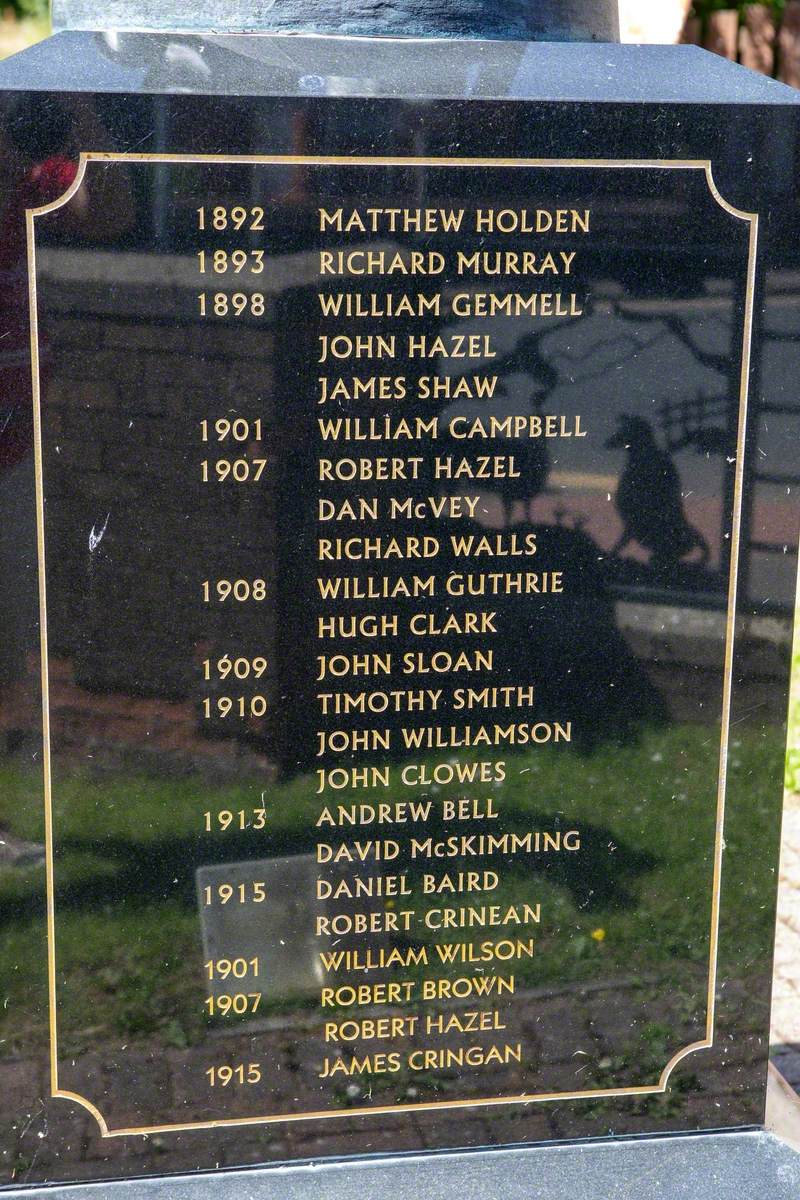 1892 MATTHEW HOLDEN
1893 RICHARD MURRAY
1898 WILLIAM GEMMELL
JOHN HAZEL
JAMES SHAW
1901 WILLIAM CAMPBELL
1907 ROBERT HAZEL
DAN McVEY
RICHARD WALLS
1908 WILLIAM GUTHRIE
HUGH CLARK
1909 JOHN SLOAN
1910 TIMOTHY SMITH
JOHN WILLIAMSON
JOHN CLOWES
1913 ANDREW BELL
DAVID McSKIMMING
1915 DANIEL BAIRD
ROBERT CRINEAN
1901 WILLIAM WILSON
1907 ROBERT BROWN
ROBERT HAZEL
1915 JAMES CRINGAN